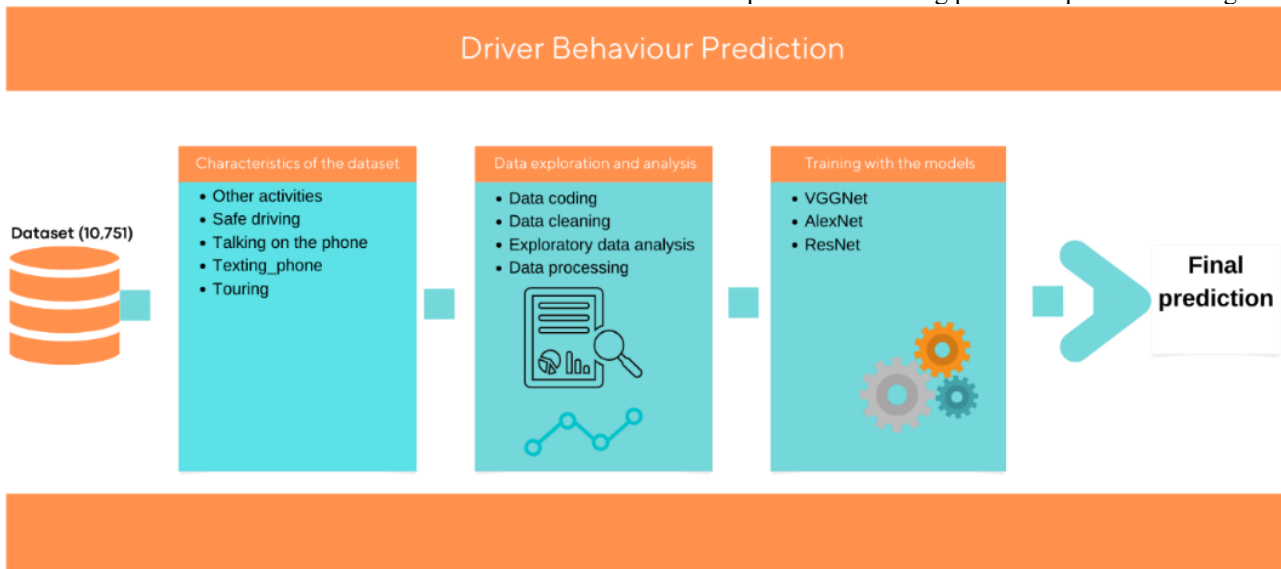 Driver Behaviour Prediction
Dataset (10,751)
Characteristics of the dataset
• Other activities
• Safe driving
• Talking on the phone
• Texting_phone
• Touring
Data exploration and analysis
• Data coding
• Data cleaning
• Exploratory data analysis
• Data processing
Training with the models
• VGGNet
• AlexNet
• ResNet
Final
prediction